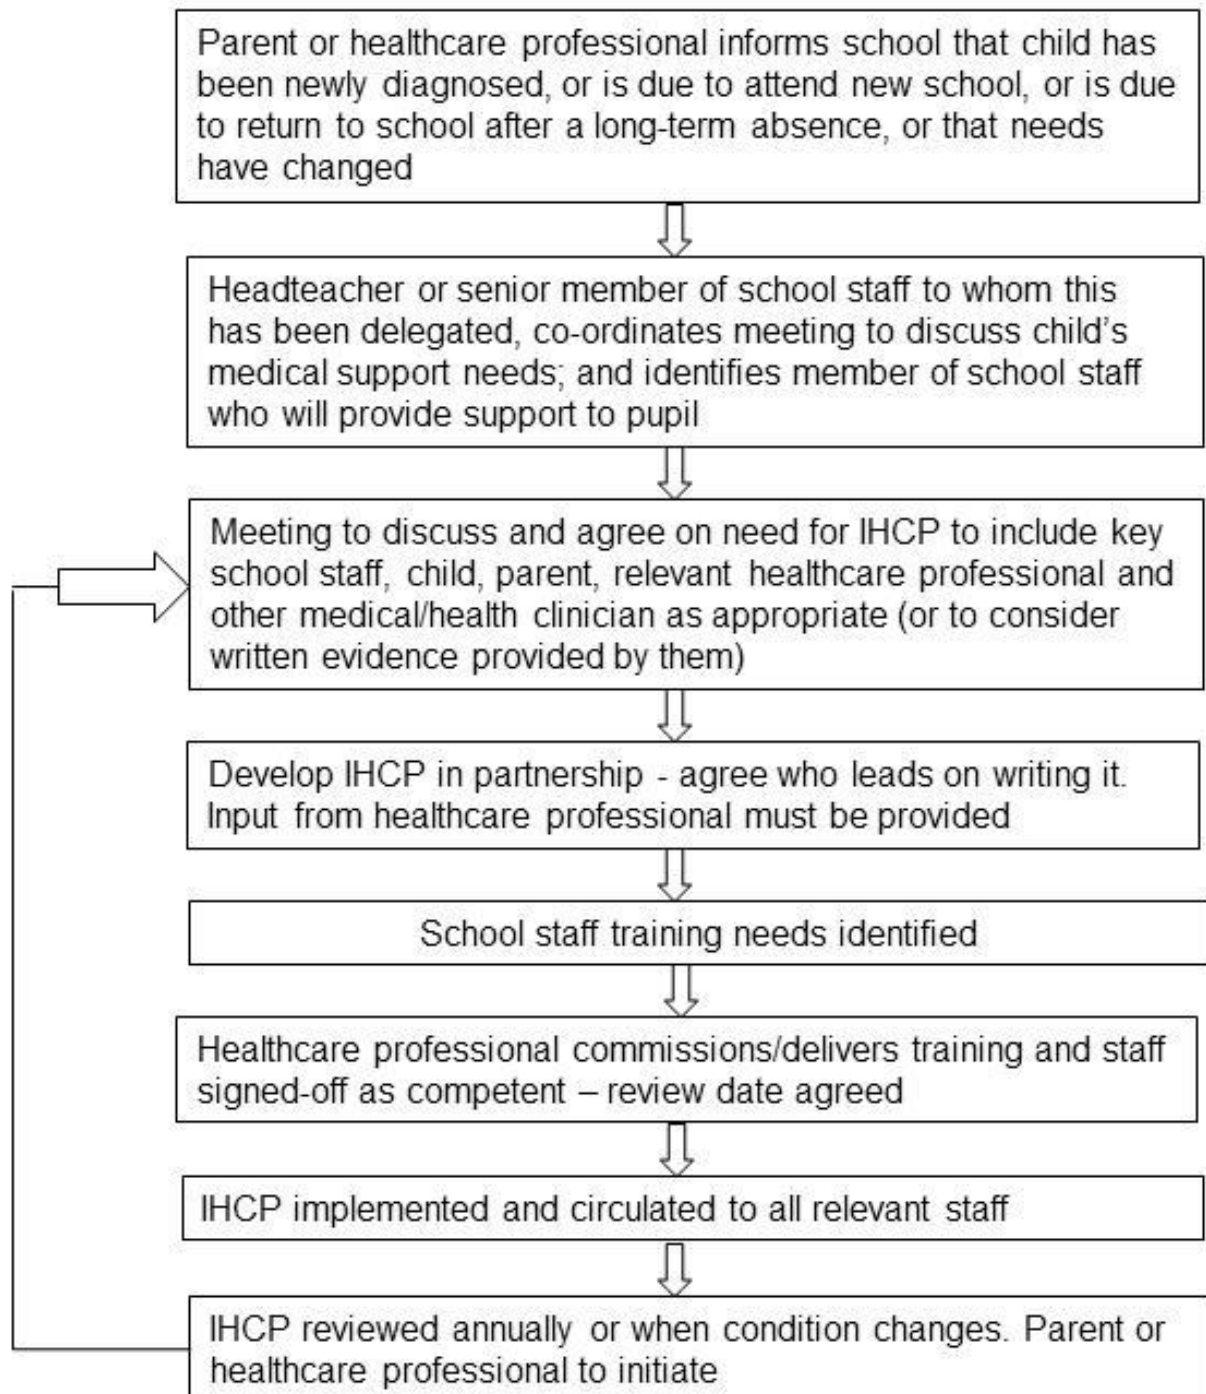 Parent or healthcare professional informs school that child has
been newly diagnosed, or is due to attend new school, or is due
to return to school after a long-term absence, or that needs
have changed
Headteacher or senior member of school staff to whom this
has been delegated, co-ordinates meeting to discuss child's
medical support needs; and identifies member of school staff
who will provide support to pupil
Meeting to discuss and agree on need for IHCP to include key
school staff, child, parent, relevant healthcare professional and
other medical/health clinician as appropriate (or to consider
written evidence provided by them)
Develop IHCP in partnership - agree who leads on writing it.
Input from healthcare professional must be provided
School staff training needs identified
Healthcare professional commissions/delivers training and staff
signed-off as competent – review date agreed
IHCP implemented and circulated to all relevant staff
IHCP reviewed annually or when condition changes. Parent or
healthcare professional to initiate